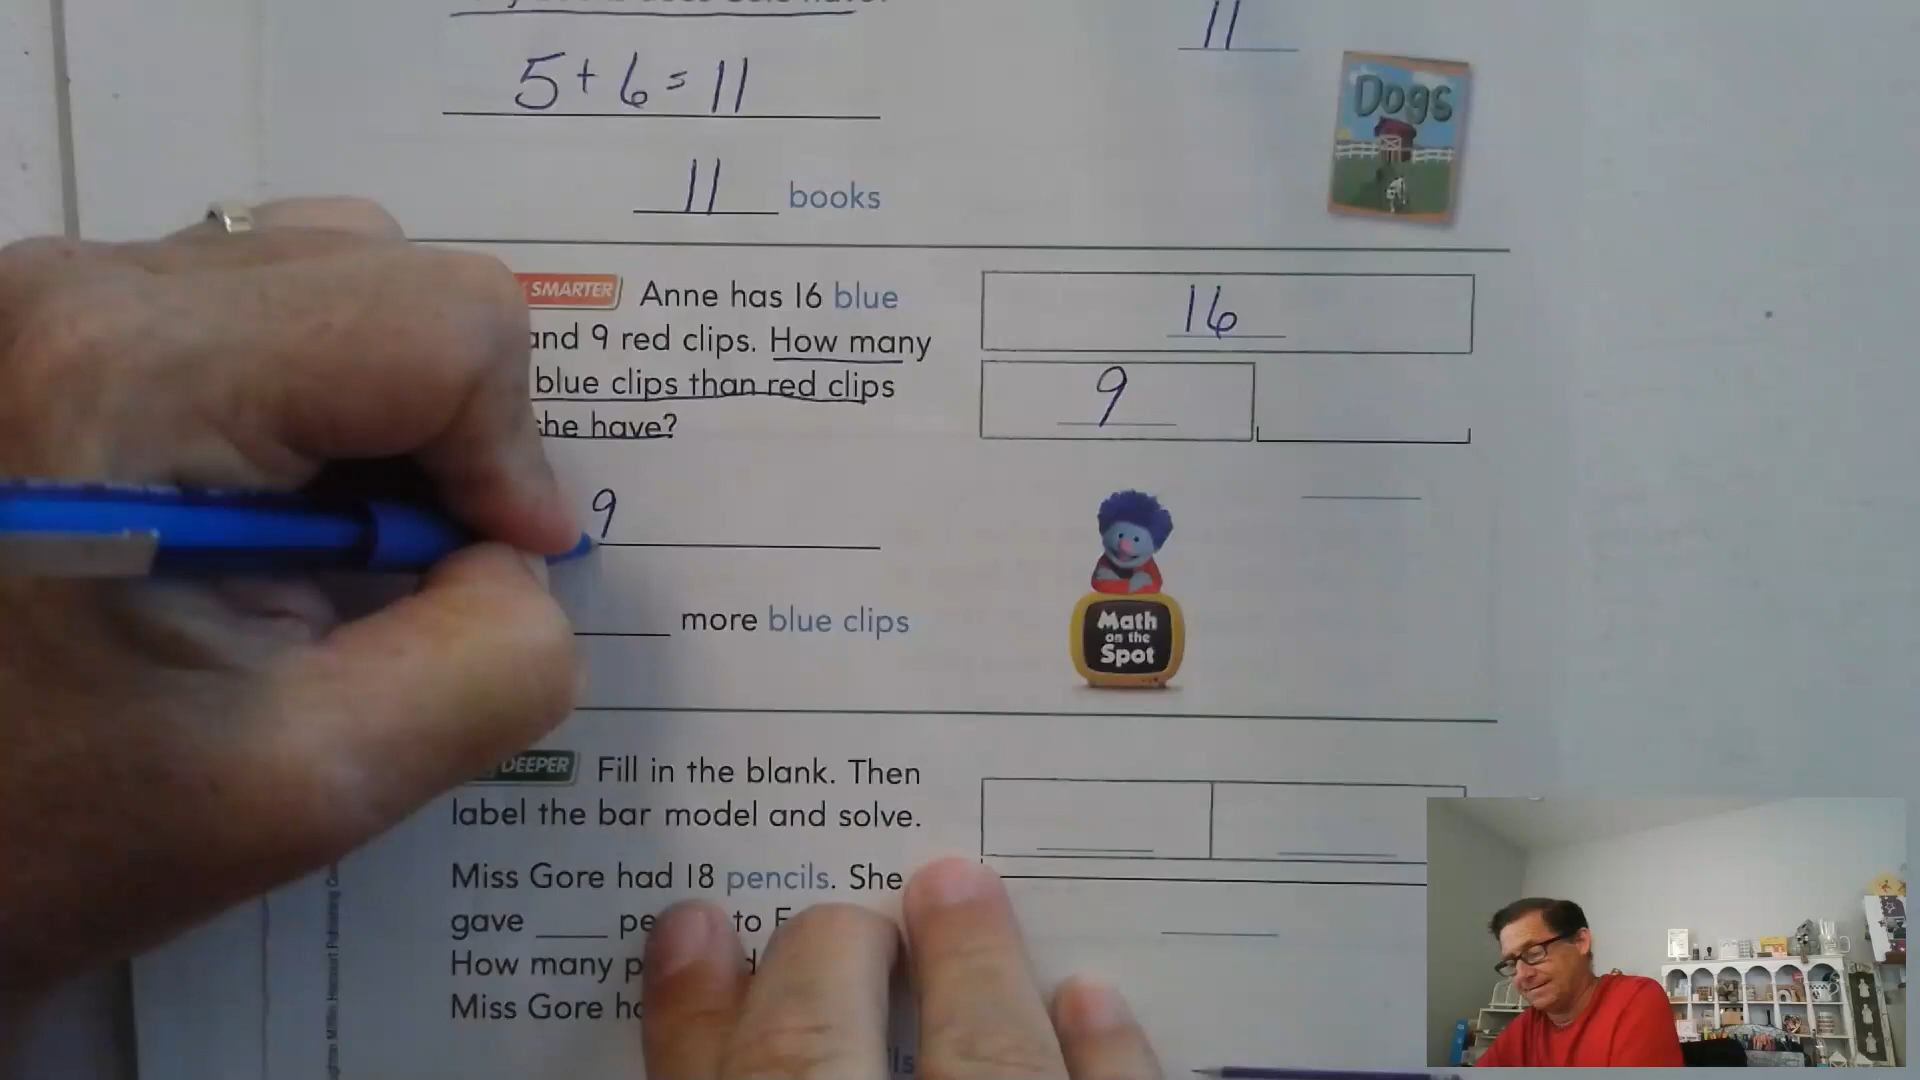 5 + 6 = 11
11
Dogs
11 books
SMARTER Anne has 16 blue
and 9 red clips. How many
blue clips than red clips
she have?
16
9
9
more blue clips
Math
on the
Spot
DEEPER Fill in the blank. Then
label the bar model and solve.
Miss Gore had 18 pencils. She
gave ____ to
How many
Miss Gore